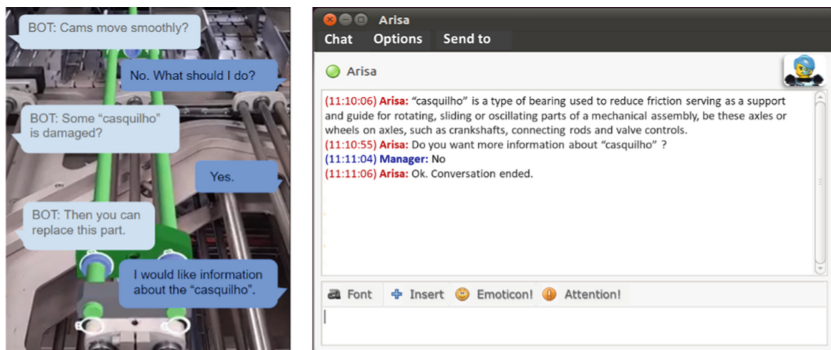 BOT: Cams move smoothly?
No. What should I do?
BOT: Some “casquilho”
is damaged?
Yes.
BOT: Then you can
replace this part.
I would like information
about the “casquilho”.
Arisa
Chat Options Send to
Arisa
(11:10:06) Arisa: “casquilho” is a type of bearing used to reduce friction serving as a support
and guide for rotating, sliding or oscillating parts of a mechanical assembly, be these axles or
wheels on axles, such as crankshafts, connecting rods and valve controls.
(11:10:55) Arisa: Do you want more information about “casquilho” ?
(11:11:04) Manager: No
(11:11:06) Arisa: Ok. Conversation ended.
Font Insert Emoticon! Attention!